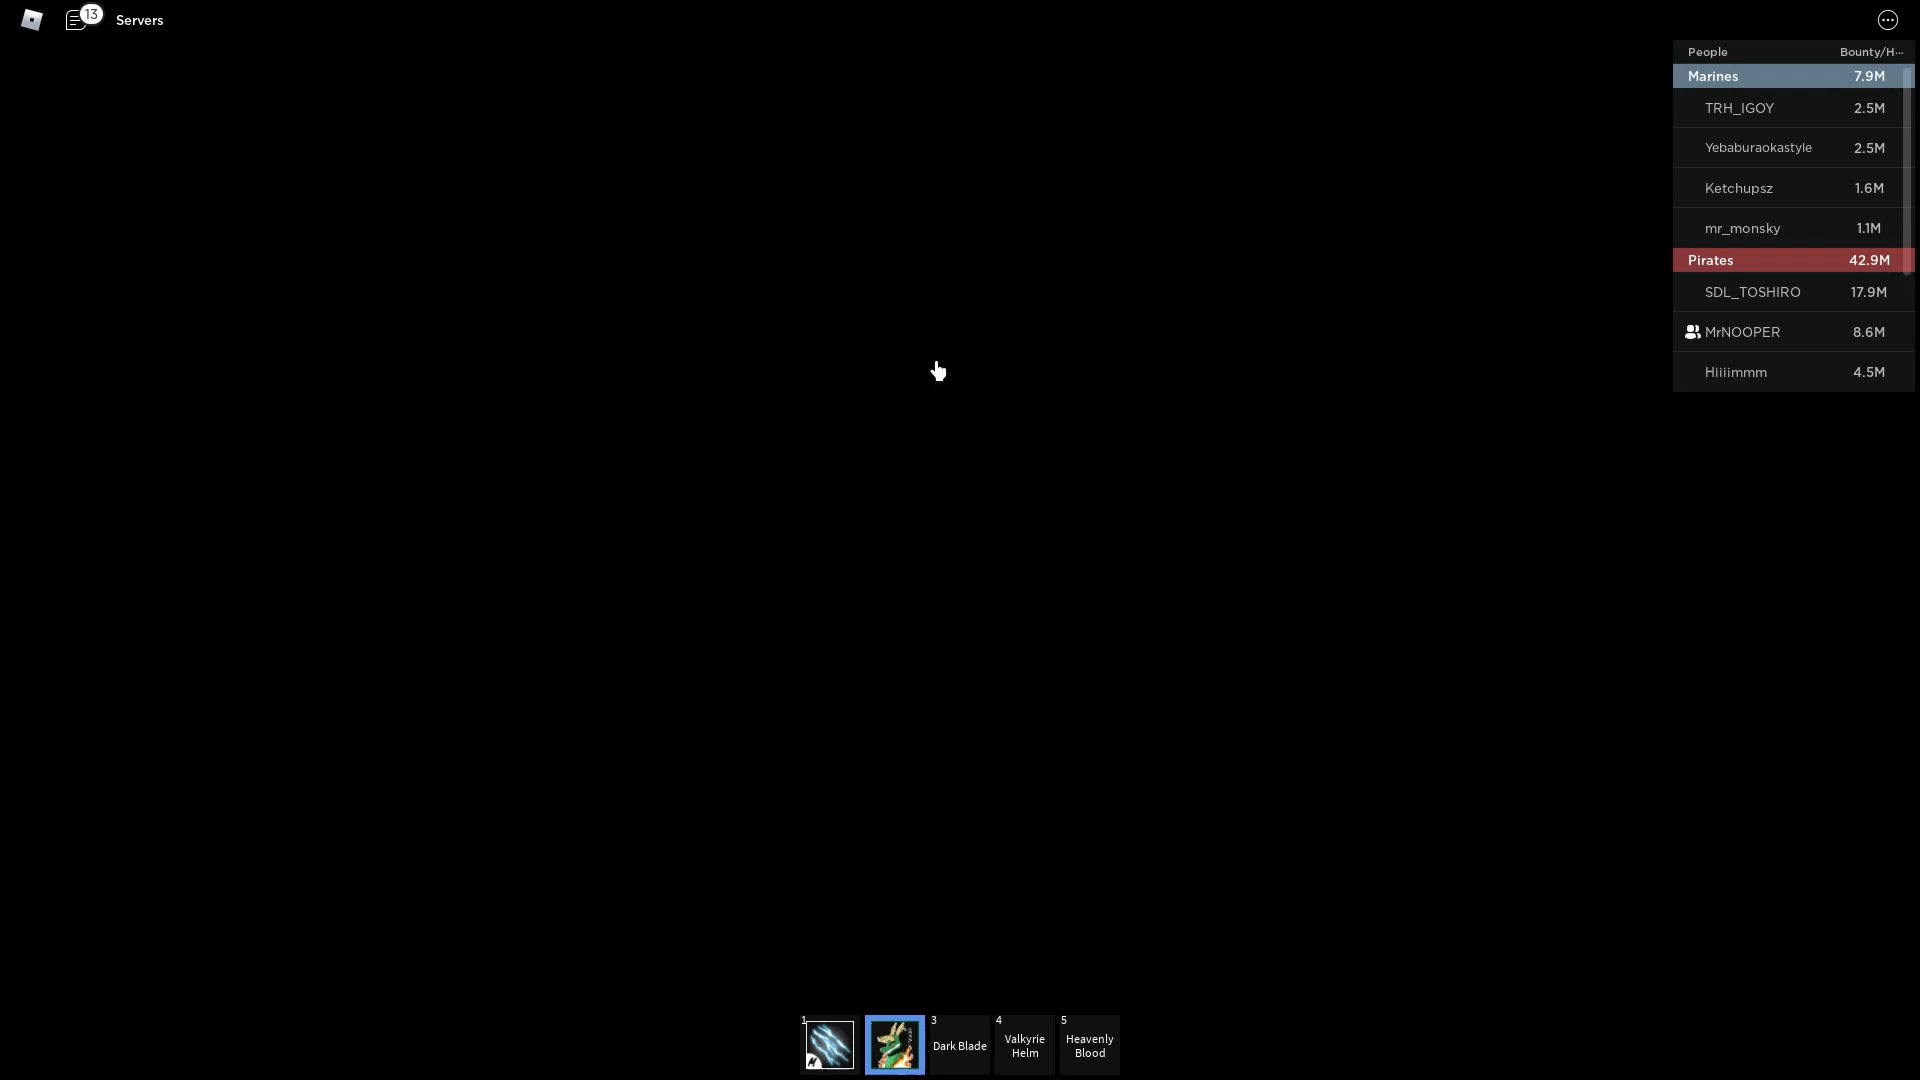 13
Servers
People Bounty/H...
Marines 7.9M
TRH_IGOY 2.5M
Yebaburaokastyle 2.5M
Ketchupsz 1.6M
mr_monsky 1.1M
Pirates 42.9M
SDL_TOSHIRO 17.9M
MrNOOPER 8.6M
Hiiiimmm 4.5M
1
3
Dark Blade
4
Valkyrie
Helm
5
Heavenly
Blood